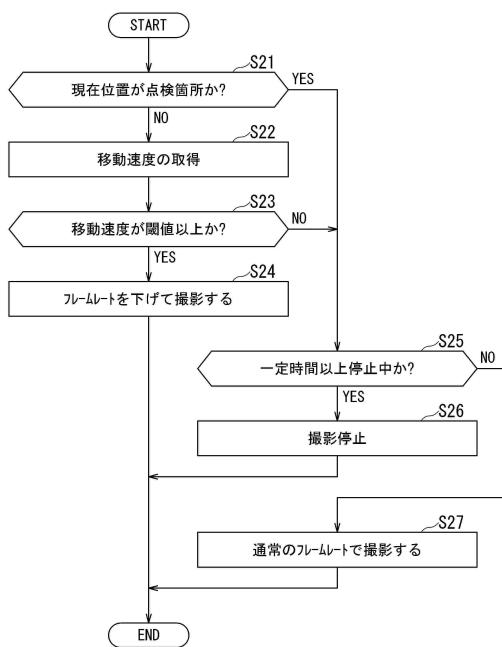 START
S21
現在位置が点検箇所か?
YES
NO
S22
移動速度の取得
S23
移動速度が閾値以上か?
NO
YES
S24
ﾌﾚｰﾑﾚｰﾄを下げて撮影する
S25
一定時間以上停止中か?
NO
YES
S26
撮影停止
S27
通常のﾌﾚｰﾑﾚｰﾄで撮影する
END